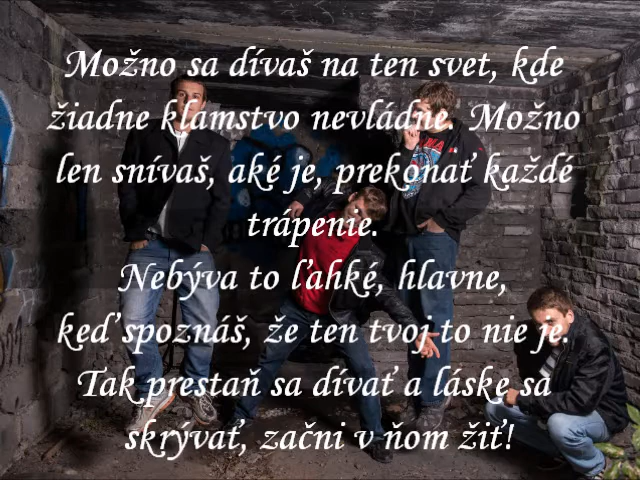 Možno sa dívaš na ten svet, kde
žiadne klamstvo nevládne. Možno
len snívaš, aké je, prekonať každé
trápenie.
Nebýva to ľahké, hlavne,
keď spoznáš, že ten tvoj to nie je.
Tak prestaň sa dívať a láske sa
skrývať, začni v ňom žiť!